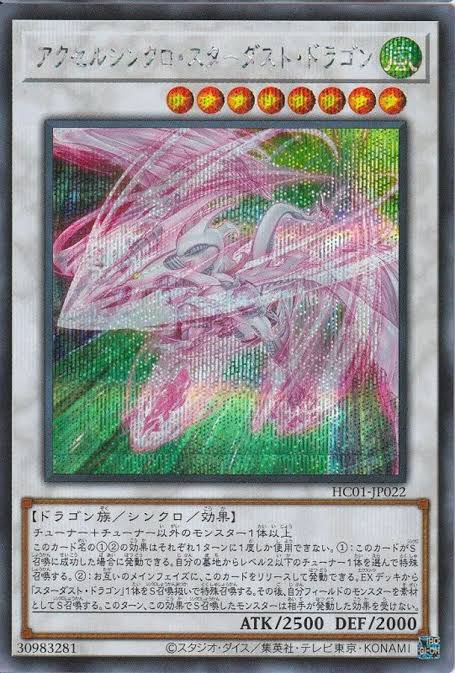 アクセルシンクロ・スターダスト・ドラゴン
風
HC01-JP022
【ドラゴン族／シンクロ／効果】
チューナー＋チューナー以外のモンスター1体以上
このカード名の①②の効果はそれぞれ1ターンに1度しか使用できない。①：このカードがS
召喚に成功した場合に発動できる。自分の墓地からレベル2以下のチューナー1体を選んで特殊
召喚する。②：お互いのメインフェイズに、このカードをリリースして発動できる。EXデッキから
「スターダスト・ドラゴン」1体をS召喚扱いで特殊召喚する。その後、自分フィールドのモンスターを素材
としてS召喚する。このターン、この効果でS召喚したモンスターは相手が発動した効果を受けない。
ATK/2500 DEF/2000
30983281
©スタジオ・ダイス／集英社・テレビ東京・KONAMI